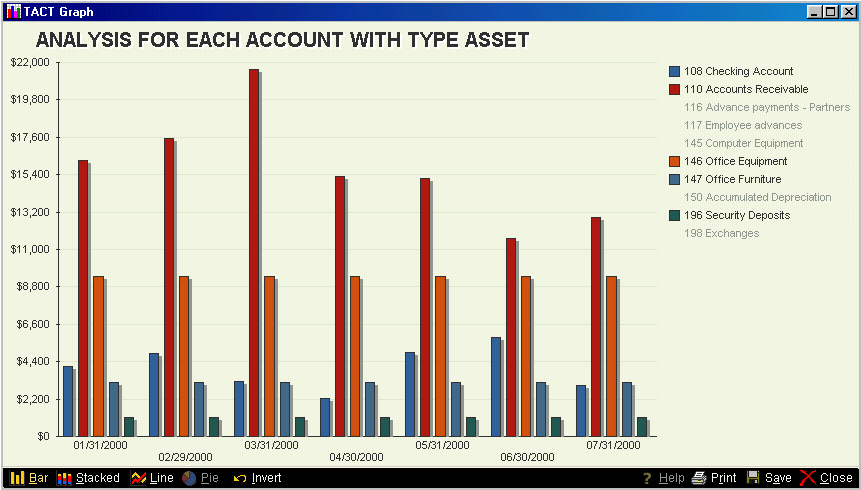 TACT Graph
ANALYSIS FOR EACH ACCOUNT WITH TYPE ASSET
$22,000
$19,800
$17,600
$15,400
$13,200
$11,000
$8,800
$6,600
$4,400
$2,200
$0
01/31/2000
02/29/2000
03/31/2000
04/30/2000
05/31/2000
06/30/2000
07/31/2000
108 Checking Account
110 Accounts Receivable
116 Advance payments - Partners
117 Employee advances
145 Computer Equipment
146 Office Equipment
147 Office Furniture
150 Accumulated Depreciation
196 Security Deposits
198 Exchanges
Bar Stacked Line Pie Invert ? Help Print Save Close